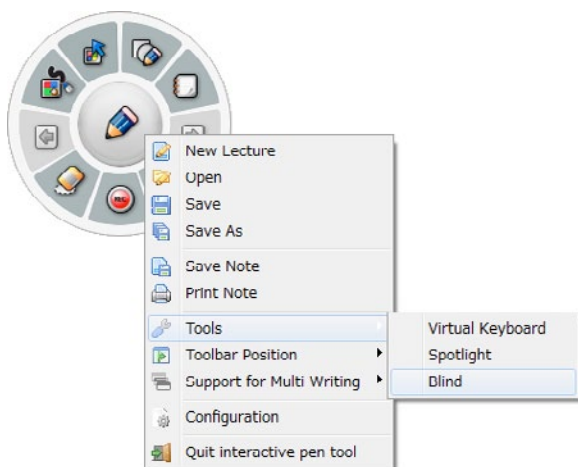 REC
New Lecture
Open
Save
Save As
Save Note
Print Note
Tools
Toolbar Position
Support for Multi Writing
Configuration
Quit interactive pen tool
Virtual Keyboard
Spotlight
Blind